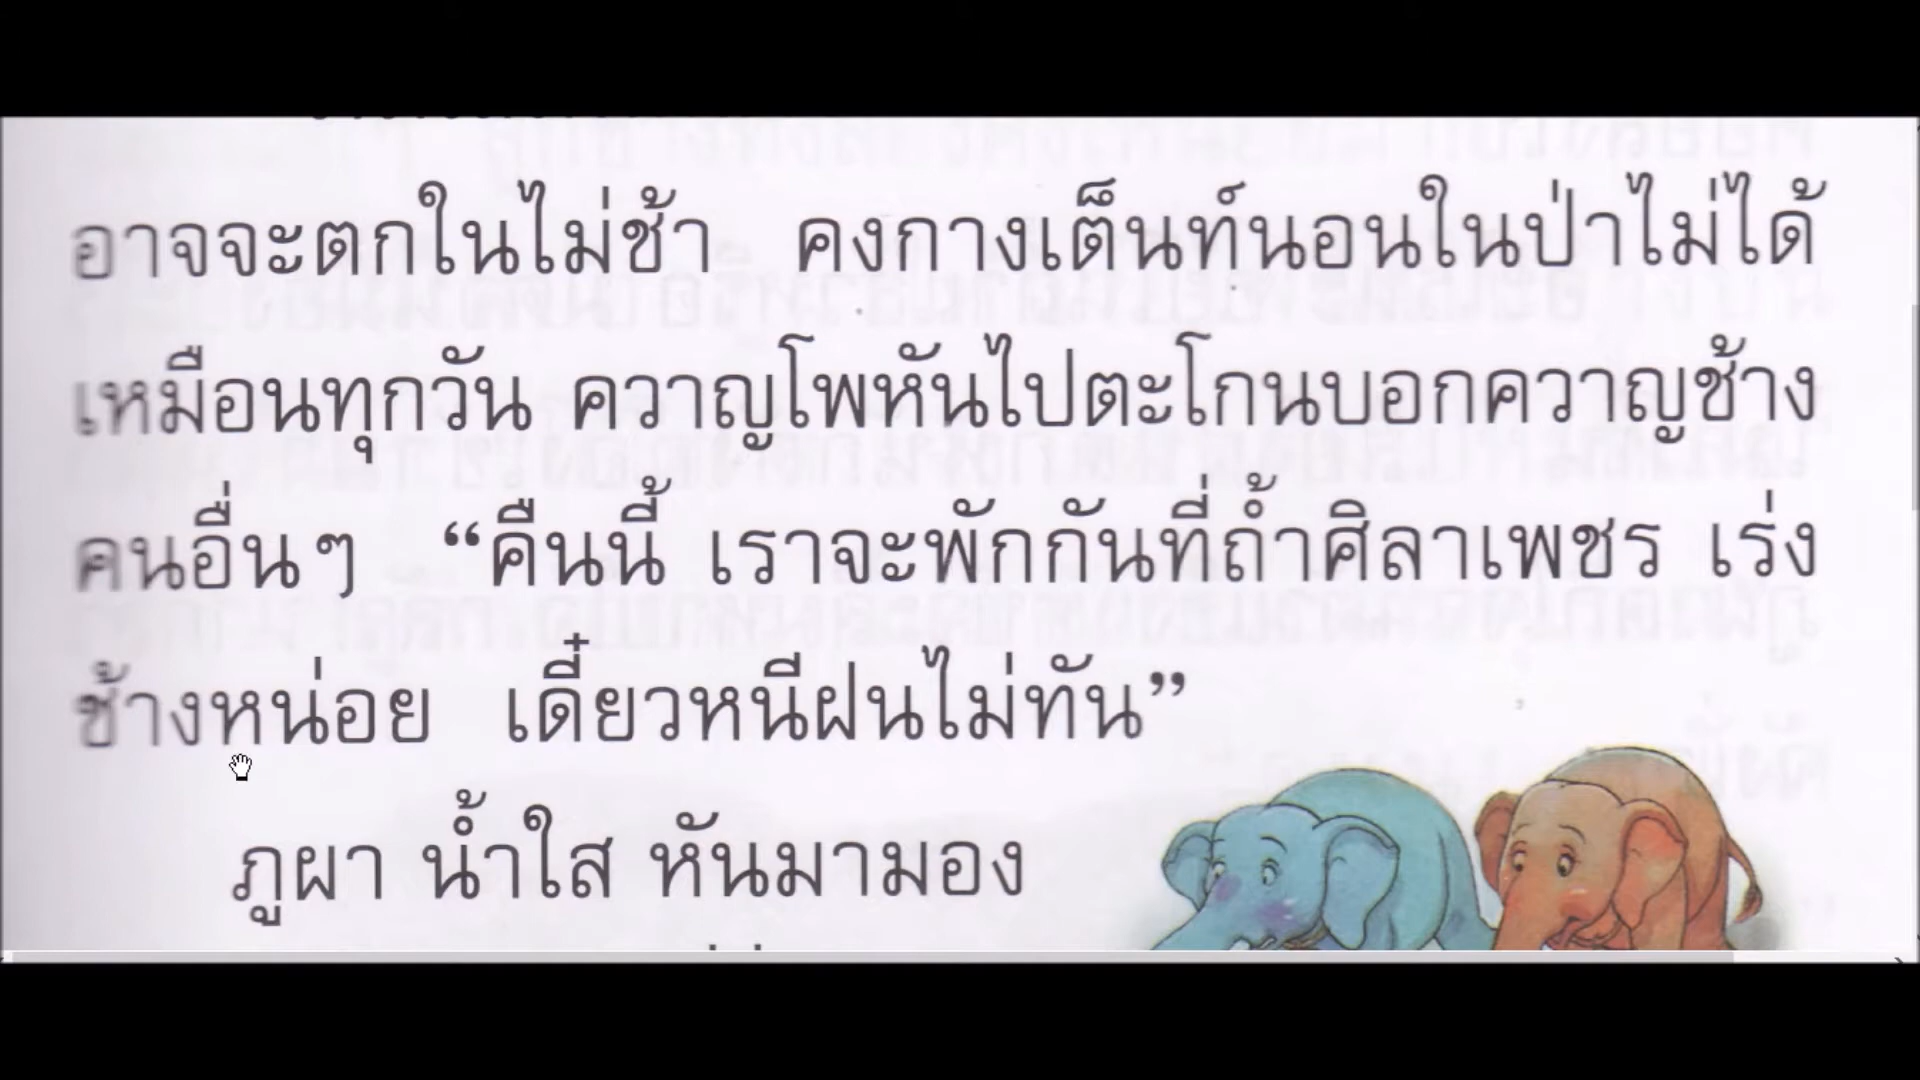 อาจจะตกในไม่ช้า คงกางเต็นท์นอนในป่าไม่ได้
เหมือนทุกวัน ควาญโพหันไปตะโกนบอกควาญช้าง
คนอื่นๆ “คืนนี้ เราจะพักกันที่ถ้ำศิลาเพชร เร่ง
ช้างหน่อย เดี๋ยวหนีฝนไม่ทัน”
ภูผา น้ำใส หันมามอง